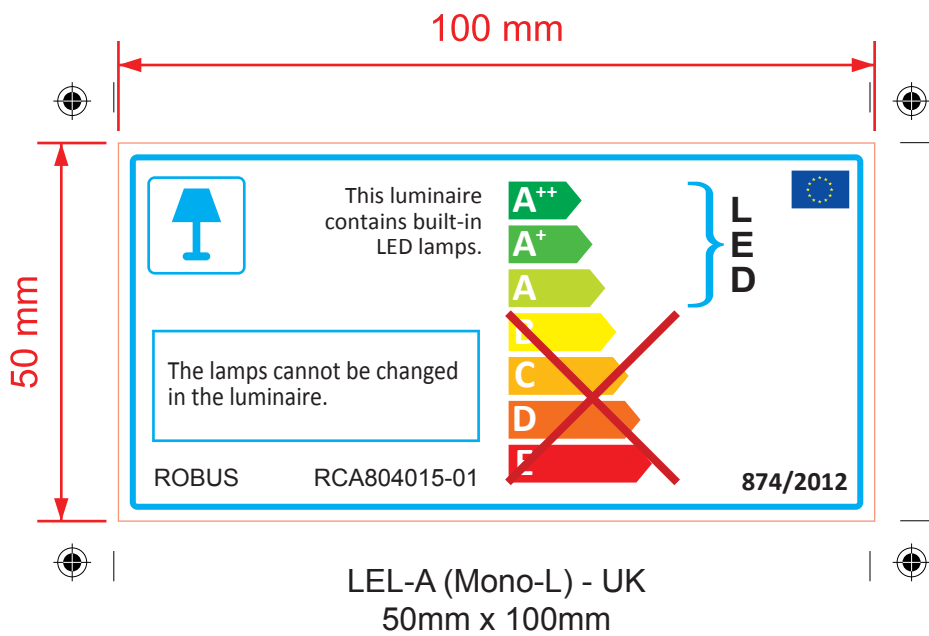 100 mm
50 mm
This luminaire
contains built-in
LED lamps.
A++
A+
A
B
C
D
E
L
E
D
The lamps cannot be changed
in the luminaire.
ROBUS RCA804015-01
874/2012
LEL-A (Mono-L) - UK
50mm x 100mm